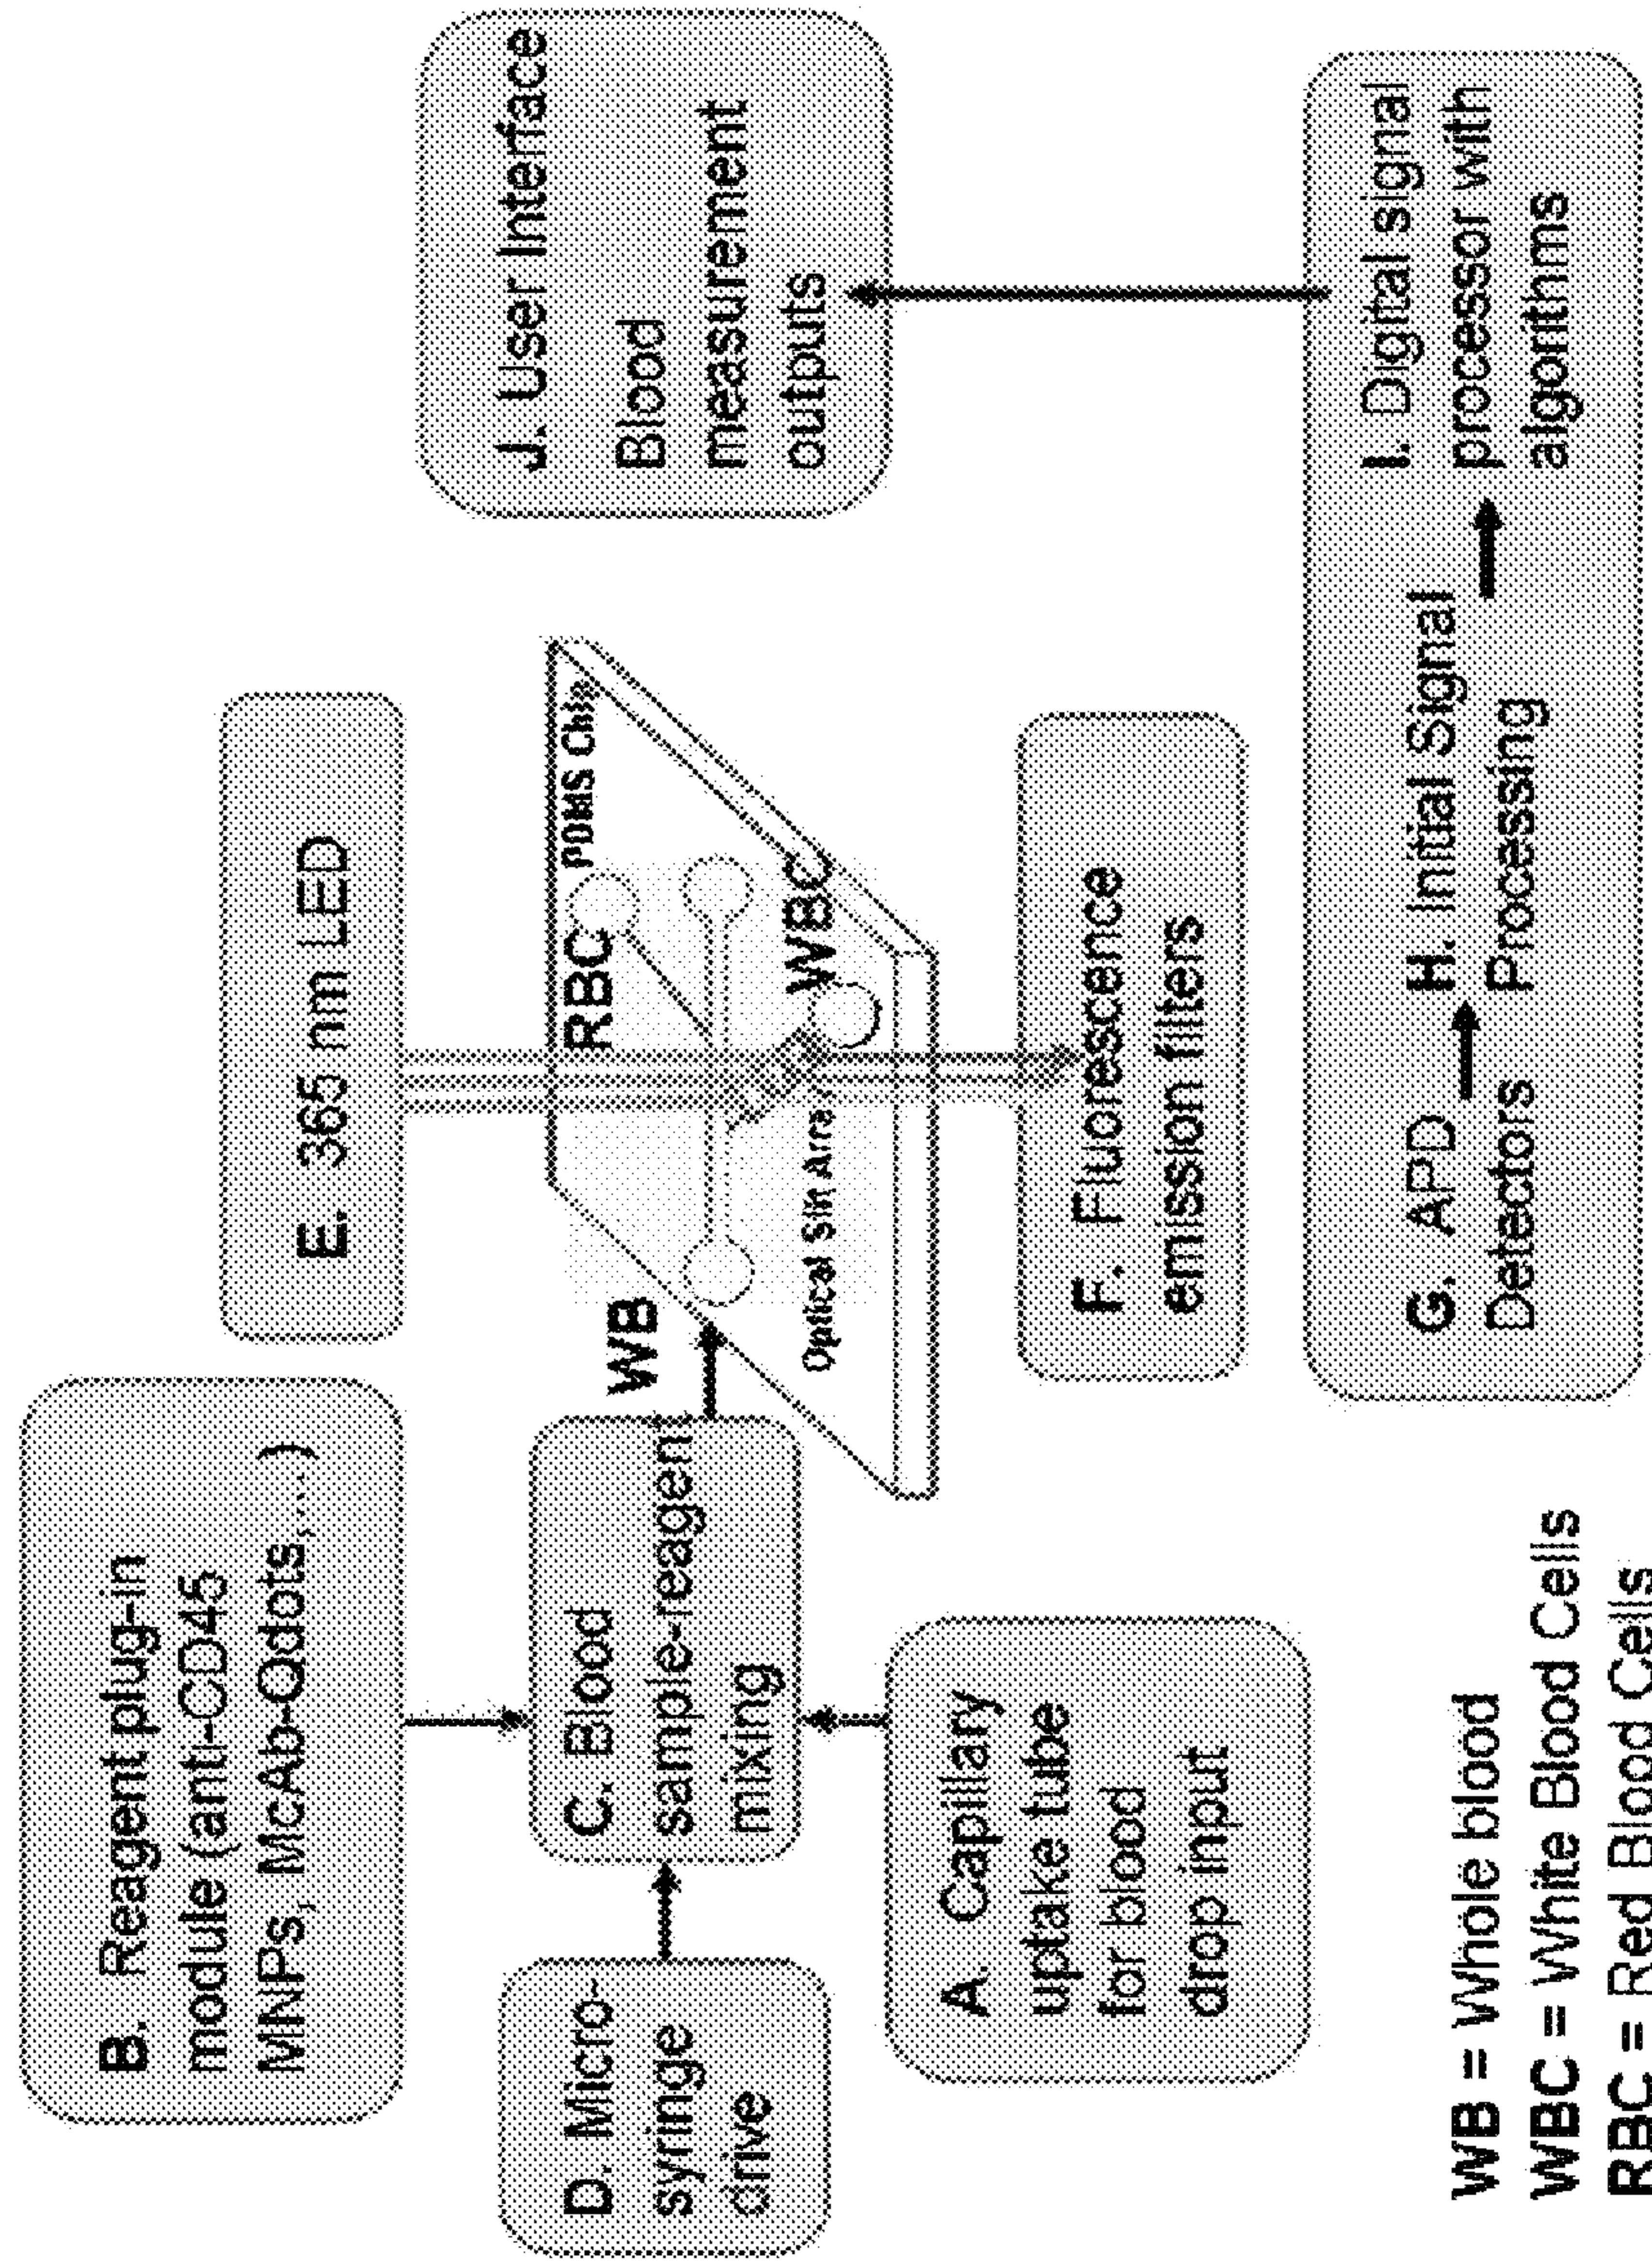 B. Reagent plug-in
module (anti-CD45
MNPs, McAb-Qdots,....)
E. 365 nm LED
J. User Interface
Blood
measurement
outputs
D. Micro-
syringe
drive
C. Blood
sample-reagent
mixing
WB
RBC
PDMS Chip
WBC
Optical Slit Array
A. Capillary
uptake tube
for blood
drop input
F. Fluorescence
emission filters
G. APD
Detectors
H. Initial Signal
Processing
I. Digital signal
processor with
algorithms
WB = Whole blood
WBC = White Blood Cells
RBC = Red Blood Cells